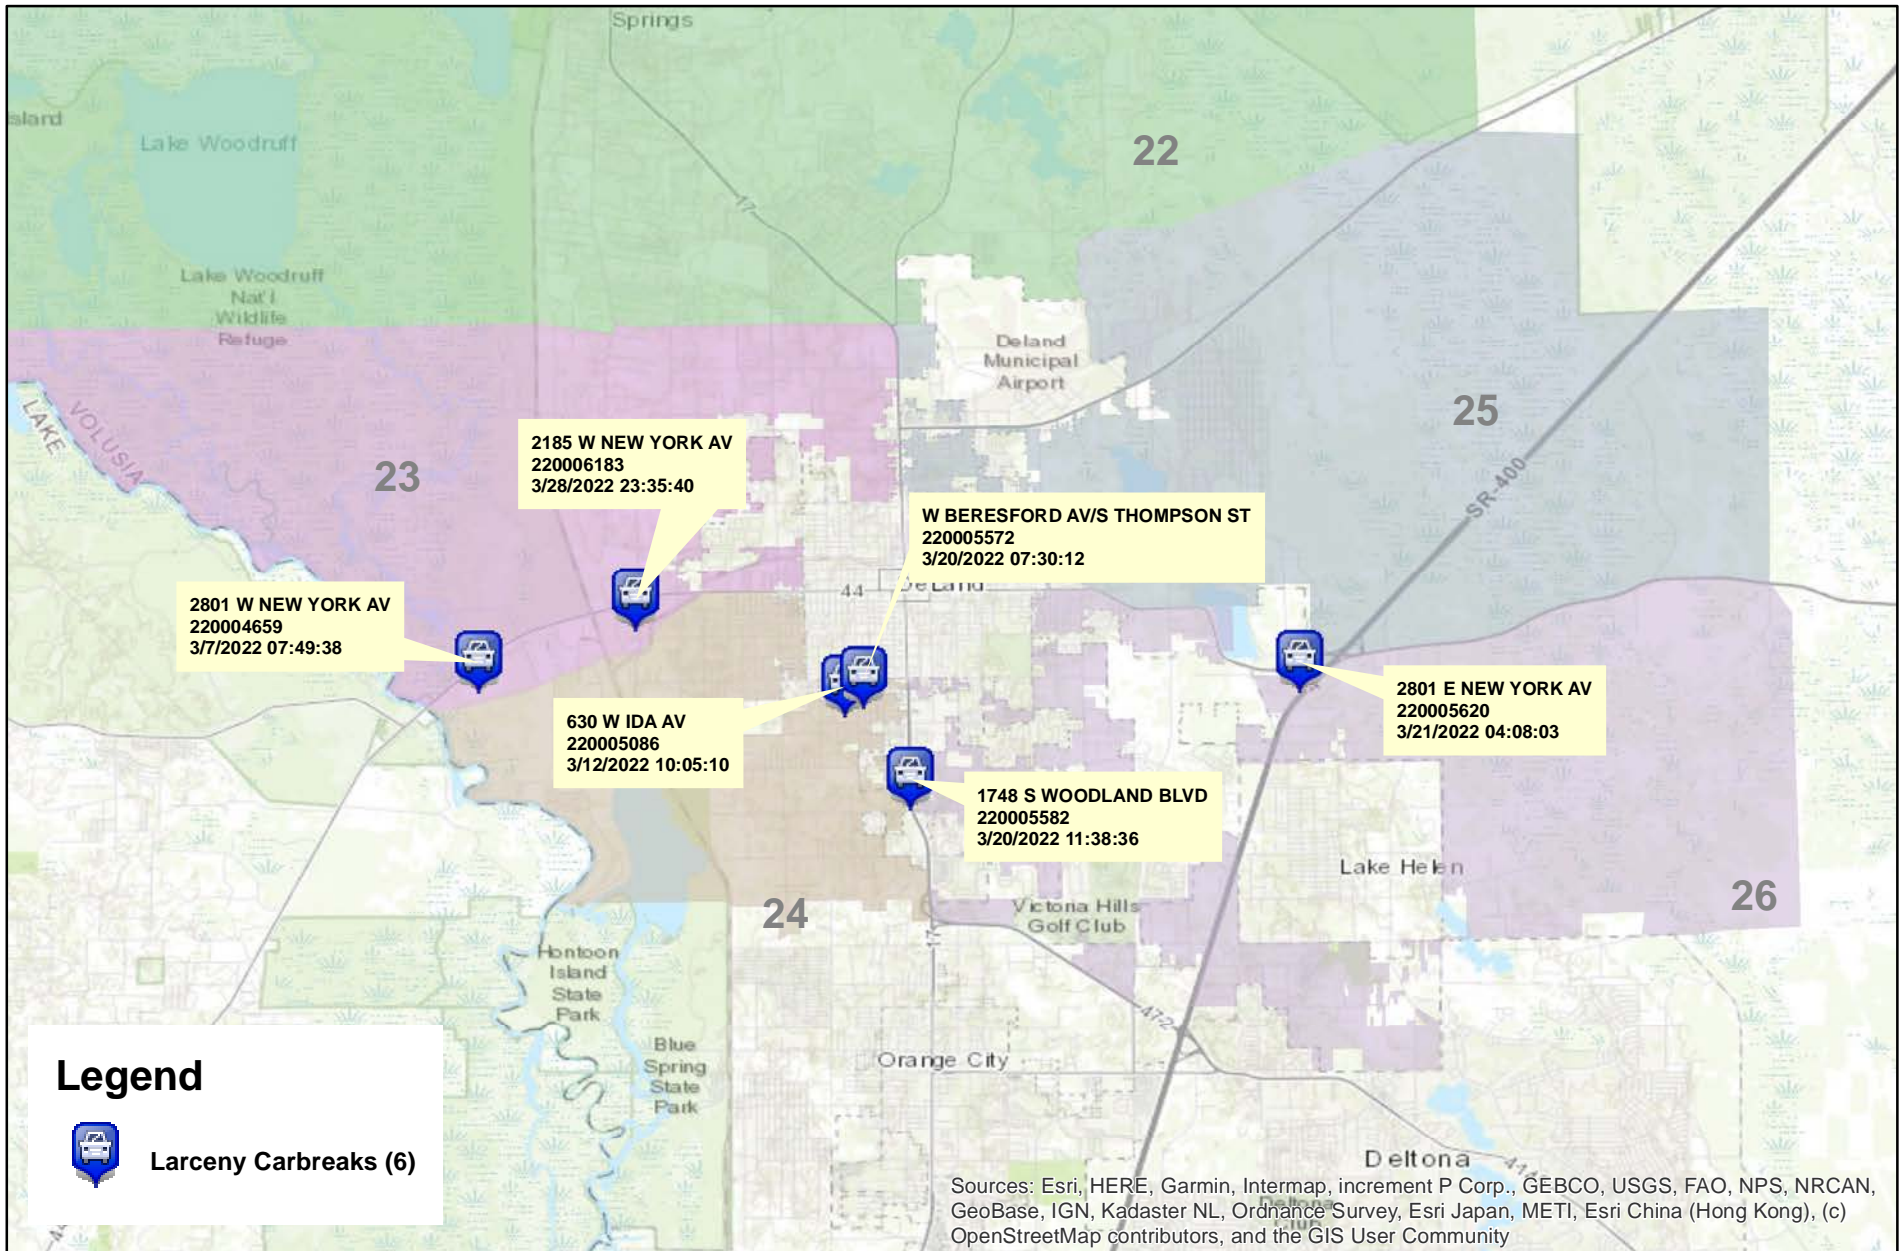 Springs
sland
Lake Woodruff
22
17
Lake Woodruff
Nat'l
Wildlife
Refuge
Deland
Municipal
Airport
25
LAKE
VOLUSIA
23
2185 W NEW YORK AV
220006183
3/28/2022 23:35:40
SR-400
W BERESFORD AV/S THOMPSON ST
220005572
3/20/2022 07:30:12
44
DeLand
2801 W NEW YORK AV
220004659
3/7/2022 07:49:38
2801 E NEW YORK AV
220005620
3/21/2022 04:08:03
630 W IDA AV
220005086
3/12/2022 10:05:10
1748 S WOODLAND BLVD
220005582
3/20/2022 11:38:36
Lake Helen
26
24
Victoria Hills
Golf Club
17
Hontoon
Island
State
Park
472
Blue
Spring
State
Park
Orange City
Legend
Larceny Carbreaks (6)
Deltona
Deltona
Club
Sources: Esri, HERE, Garmin, Intermap, increment P Corp., GEBCO, USGS, FAO, NPS, NRCAN,
GeoBase, IGN, Kadaster NL, Ordnance Survey, Esri Japan, METI, Esri China (Hong Kong), (c)
OpenStreetMap contributors, and the GIS User Community